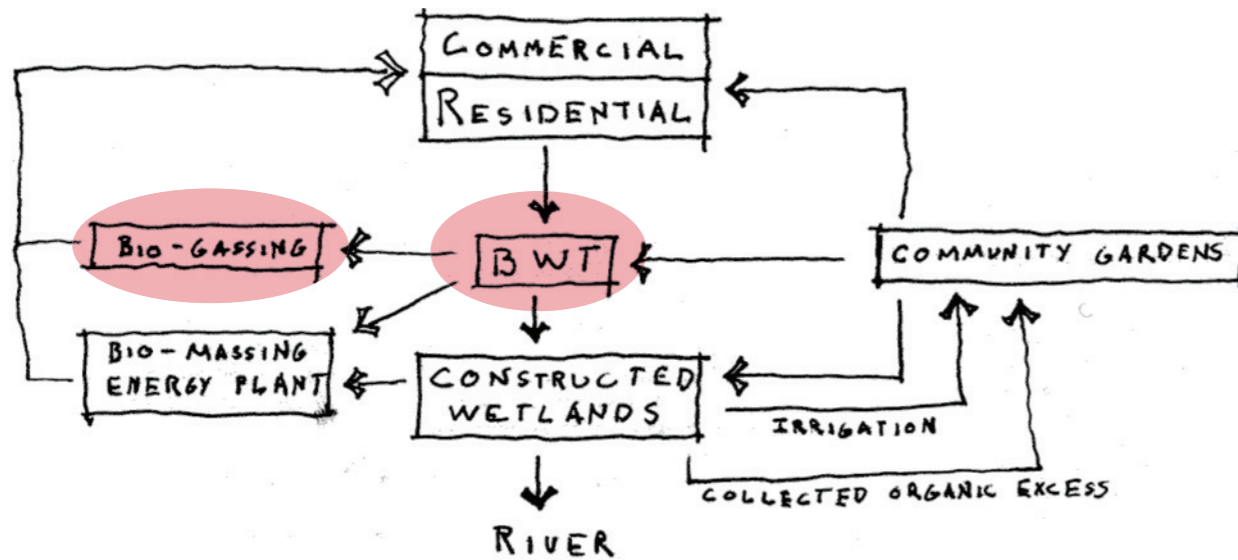 COMMERCIAL
RESIDENTIAL
BIO-GASSING
BWT
COMMUNITY GARDENS
BIO-MASSING
ENERGY PLANT
CONSTRUCTED
WETLANDS
IRRIGATION
COLLECTED ORGANIC EXCESS
RIVER